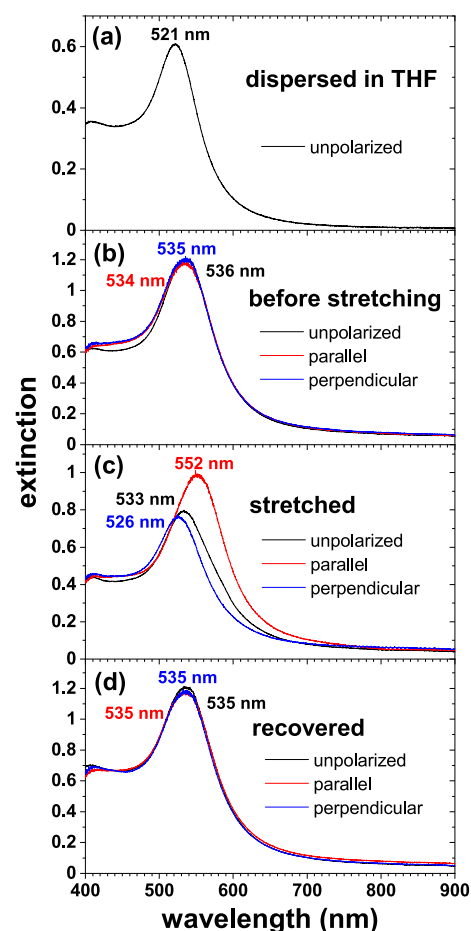 (a)
521 nm
dispersed in THF
unpolarized
0.6
0.4
0.2
0
(b)
535 nm
534 nm
536 nm
before stretching
unpolarized
parallel
perpendicular
1.2
1
0.8
0.6
0.4
0.2
0
(c)
552 nm
533 nm
526 nm
stretched
unpolarized
parallel
perpendicular
1
0.8
0.6
0.4
0.2
0
(d)
535 nm
535 nm
535 nm
recovered
unpolarized
parallel
perpendicular
1.2
1
0.8
0.6
0.4
0.2
0
400 500 600 700 800 900
wavelength (nm)
extinction